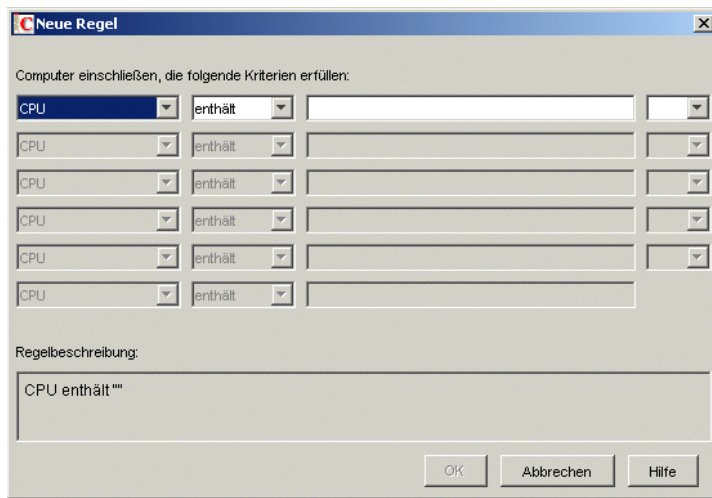 Neue Regel
Computer einschließen, die folgende Kriterien erfüllen:
CPU enthält
CPU enthält
CPU enthält
CPU enthält
CPU enthält
CPU enthält
Regelbeschreibung:
CPU enthält ""
OK Abbrechen Hilfe